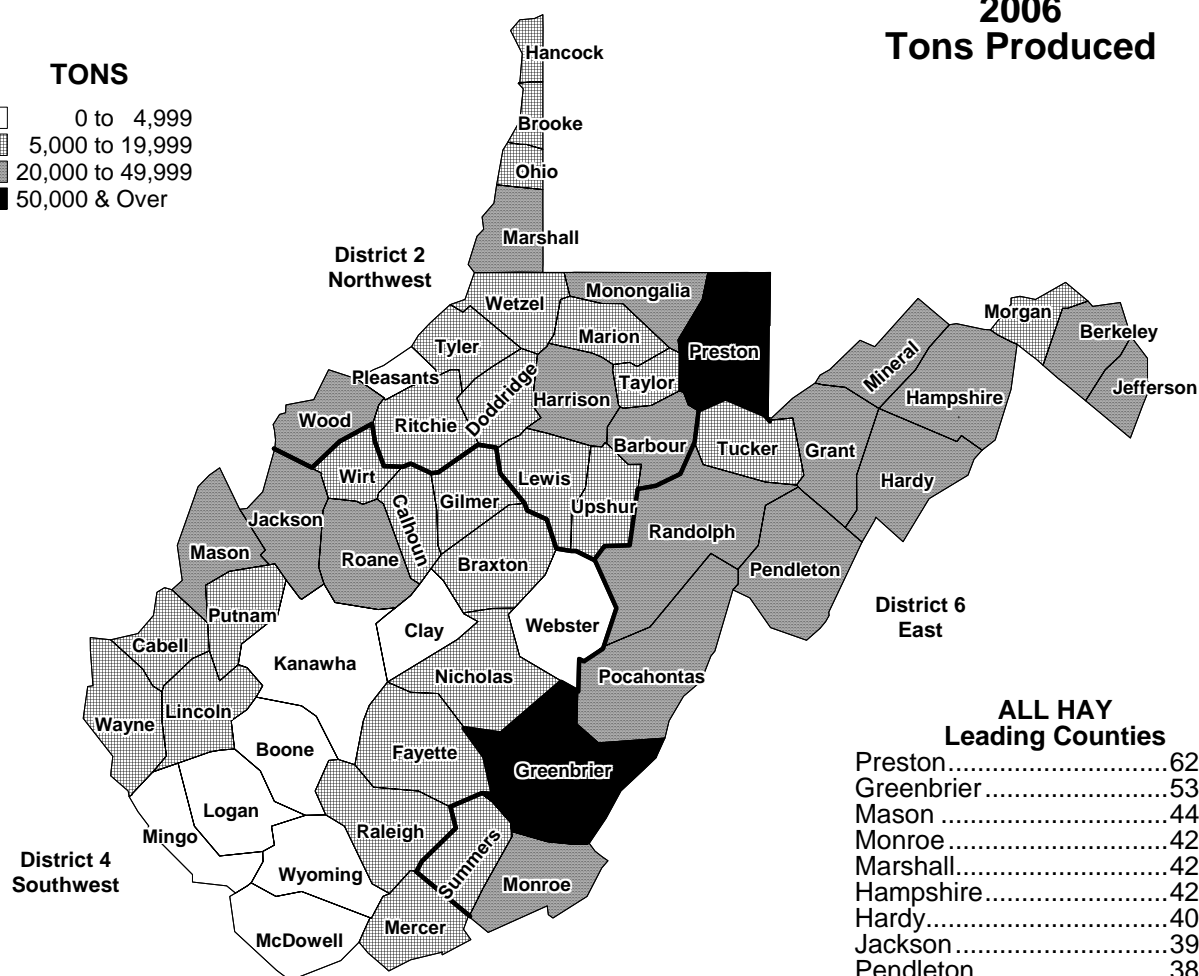 2006
Tons Produced
TONS
0 to 4,999
5,000 to 19,999
20,000 to 49,999
50,000 & Over
District 2
Northwest
Hancock
Brooke
Ohio
Marshall
Wetzel
Monongalia
Marion
Preston
Tyler
Pleasants
Doddridge
Harrison
Taylor
Wood
Ritchie
Barbour
Tucker
Grant
Mineral
Hampshire
Morgan
Berkeley
Jefferson
Hardy
Wirt
Calhoun
Gilmer
Lewis
Upshur
Randolph
Pendleton
Jackson
Mason
Roane
Braxton
Putnam
Cabell
Clay
Webster
Kanawha
Nicholas
Pocahontas
Wayne
Lincoln
Boone
Fayette
Greenbrier
Logan
Mingo
Raleigh
Summers
Wyoming
Monroe
Mercer
McDowell
District 6
East
District 4
Southwest
ALL HAY
Leading Counties
Preston............................62
Greenbrier.......................53
Mason............................44
Monroe...........................42
Marshall..........................42
Hampshire.......................42
Hardy..............................40
Jackson...........................39
Pendleton........................38